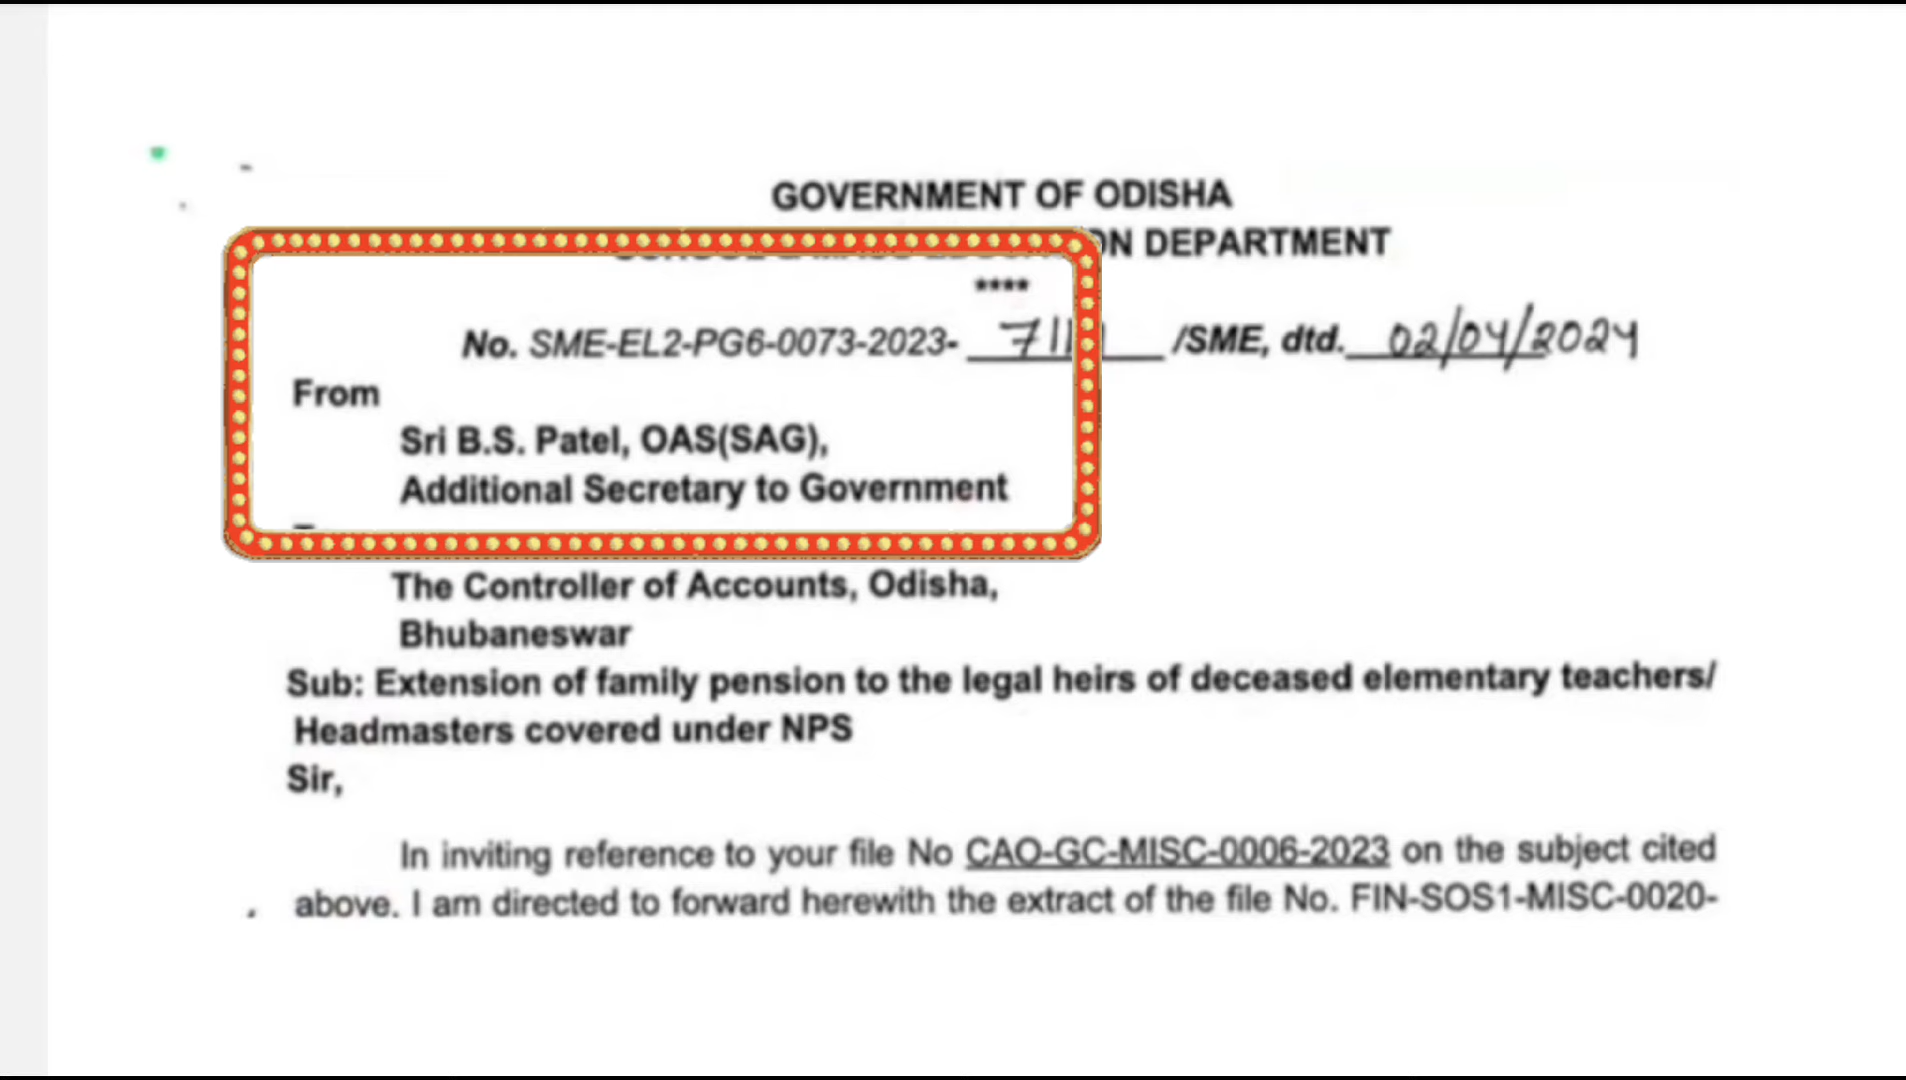 GOVERNMENT OF ODISHA
DEPARTMENT
****
No. SME-EL2-PG6-0073-2023- /SME, dtd. 02/04/2024
From
Sri B.S. Patel, OAS(SAG),
Additional Secretary to Government
The Controller of Accounts, Odisha,
Bhubaneswar
Sub: Extension of family pension to the legal heirs of deceased elementary teachers/
Headmasters covered under NPS
Sir,
In inviting reference to your file No CAO-GC-MISC-0006-2023 on the subject cited
above. I am directed to forward herewith the extract of the file No. FIN-SOS1-MISC-0020-